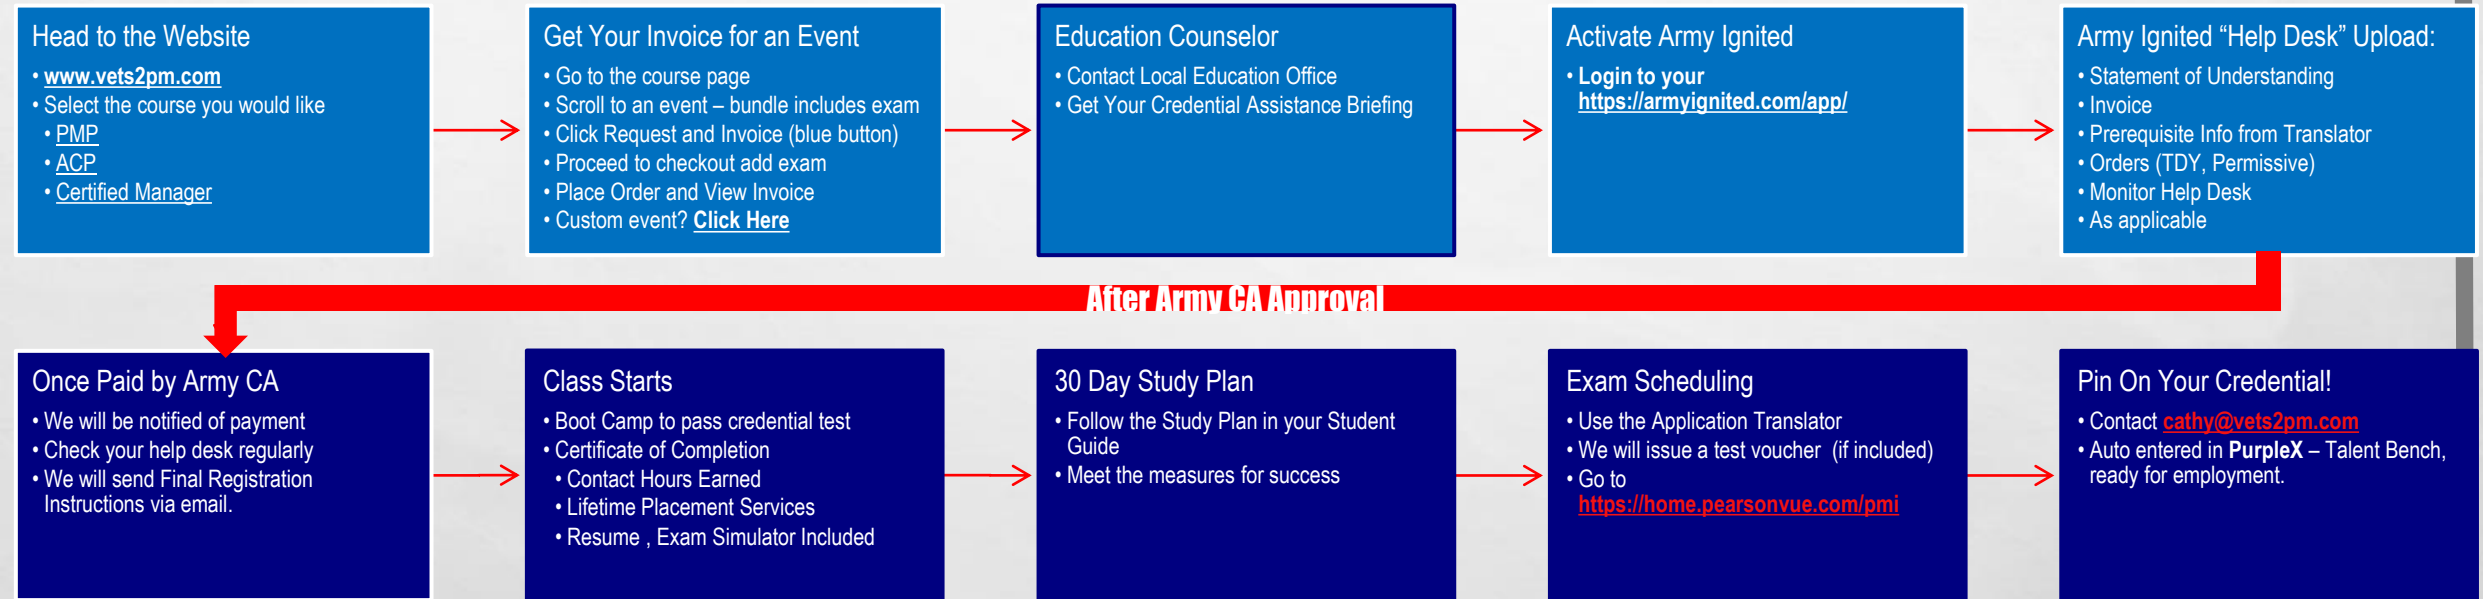 Head to the Website
• www.vets2pm.com
• Select the course you would like
• PMP
• ACP
• Certified Manager
Get Your Invoice for an Event
• Go to the course page
• Scroll to an event – bundle includes exam
• Click Request and Invoice (blue button)
• Proceed to checkout add exam
• Place Order and View Invoice
• Custom event? Click Here
Education Counselor
• Contact Local Education Office
• Get Your Credential Assistance Briefing
Activate Army Ignited
• Login to your
https://armyignited.com/app/
Army Ignited “Help Desk” Upload:
• Statement of Understanding
• Invoice
• Prerequisite Info from Translator
• Orders (TDY, Permissive)
• Monitor Help Desk
• As applicable
After Army CA Approval
Once Paid by Army CA
• We will be notified of payment
• Check your help desk regularly
• We will send Final Registration
Instructions via email.
Class Starts
• Boot Camp to pass credential test
• Certificate of Completion
• Contact Hours Earned
• Lifetime Placement Services
• Resume , Exam Simulator Included
30 Day Study Plan
• Follow the Study Plan in your Student
Guide
• Meet the measures for success
Exam Scheduling
• Use the Application Translator
• We will issue a test voucher (if included)
• Go to
https://home.pearsonvue.com/pmi
Pin On Your Credential!
• Contact cathy@vets2pm.com
• Auto entered in PurpleX – Talent Bench,
ready for employment.